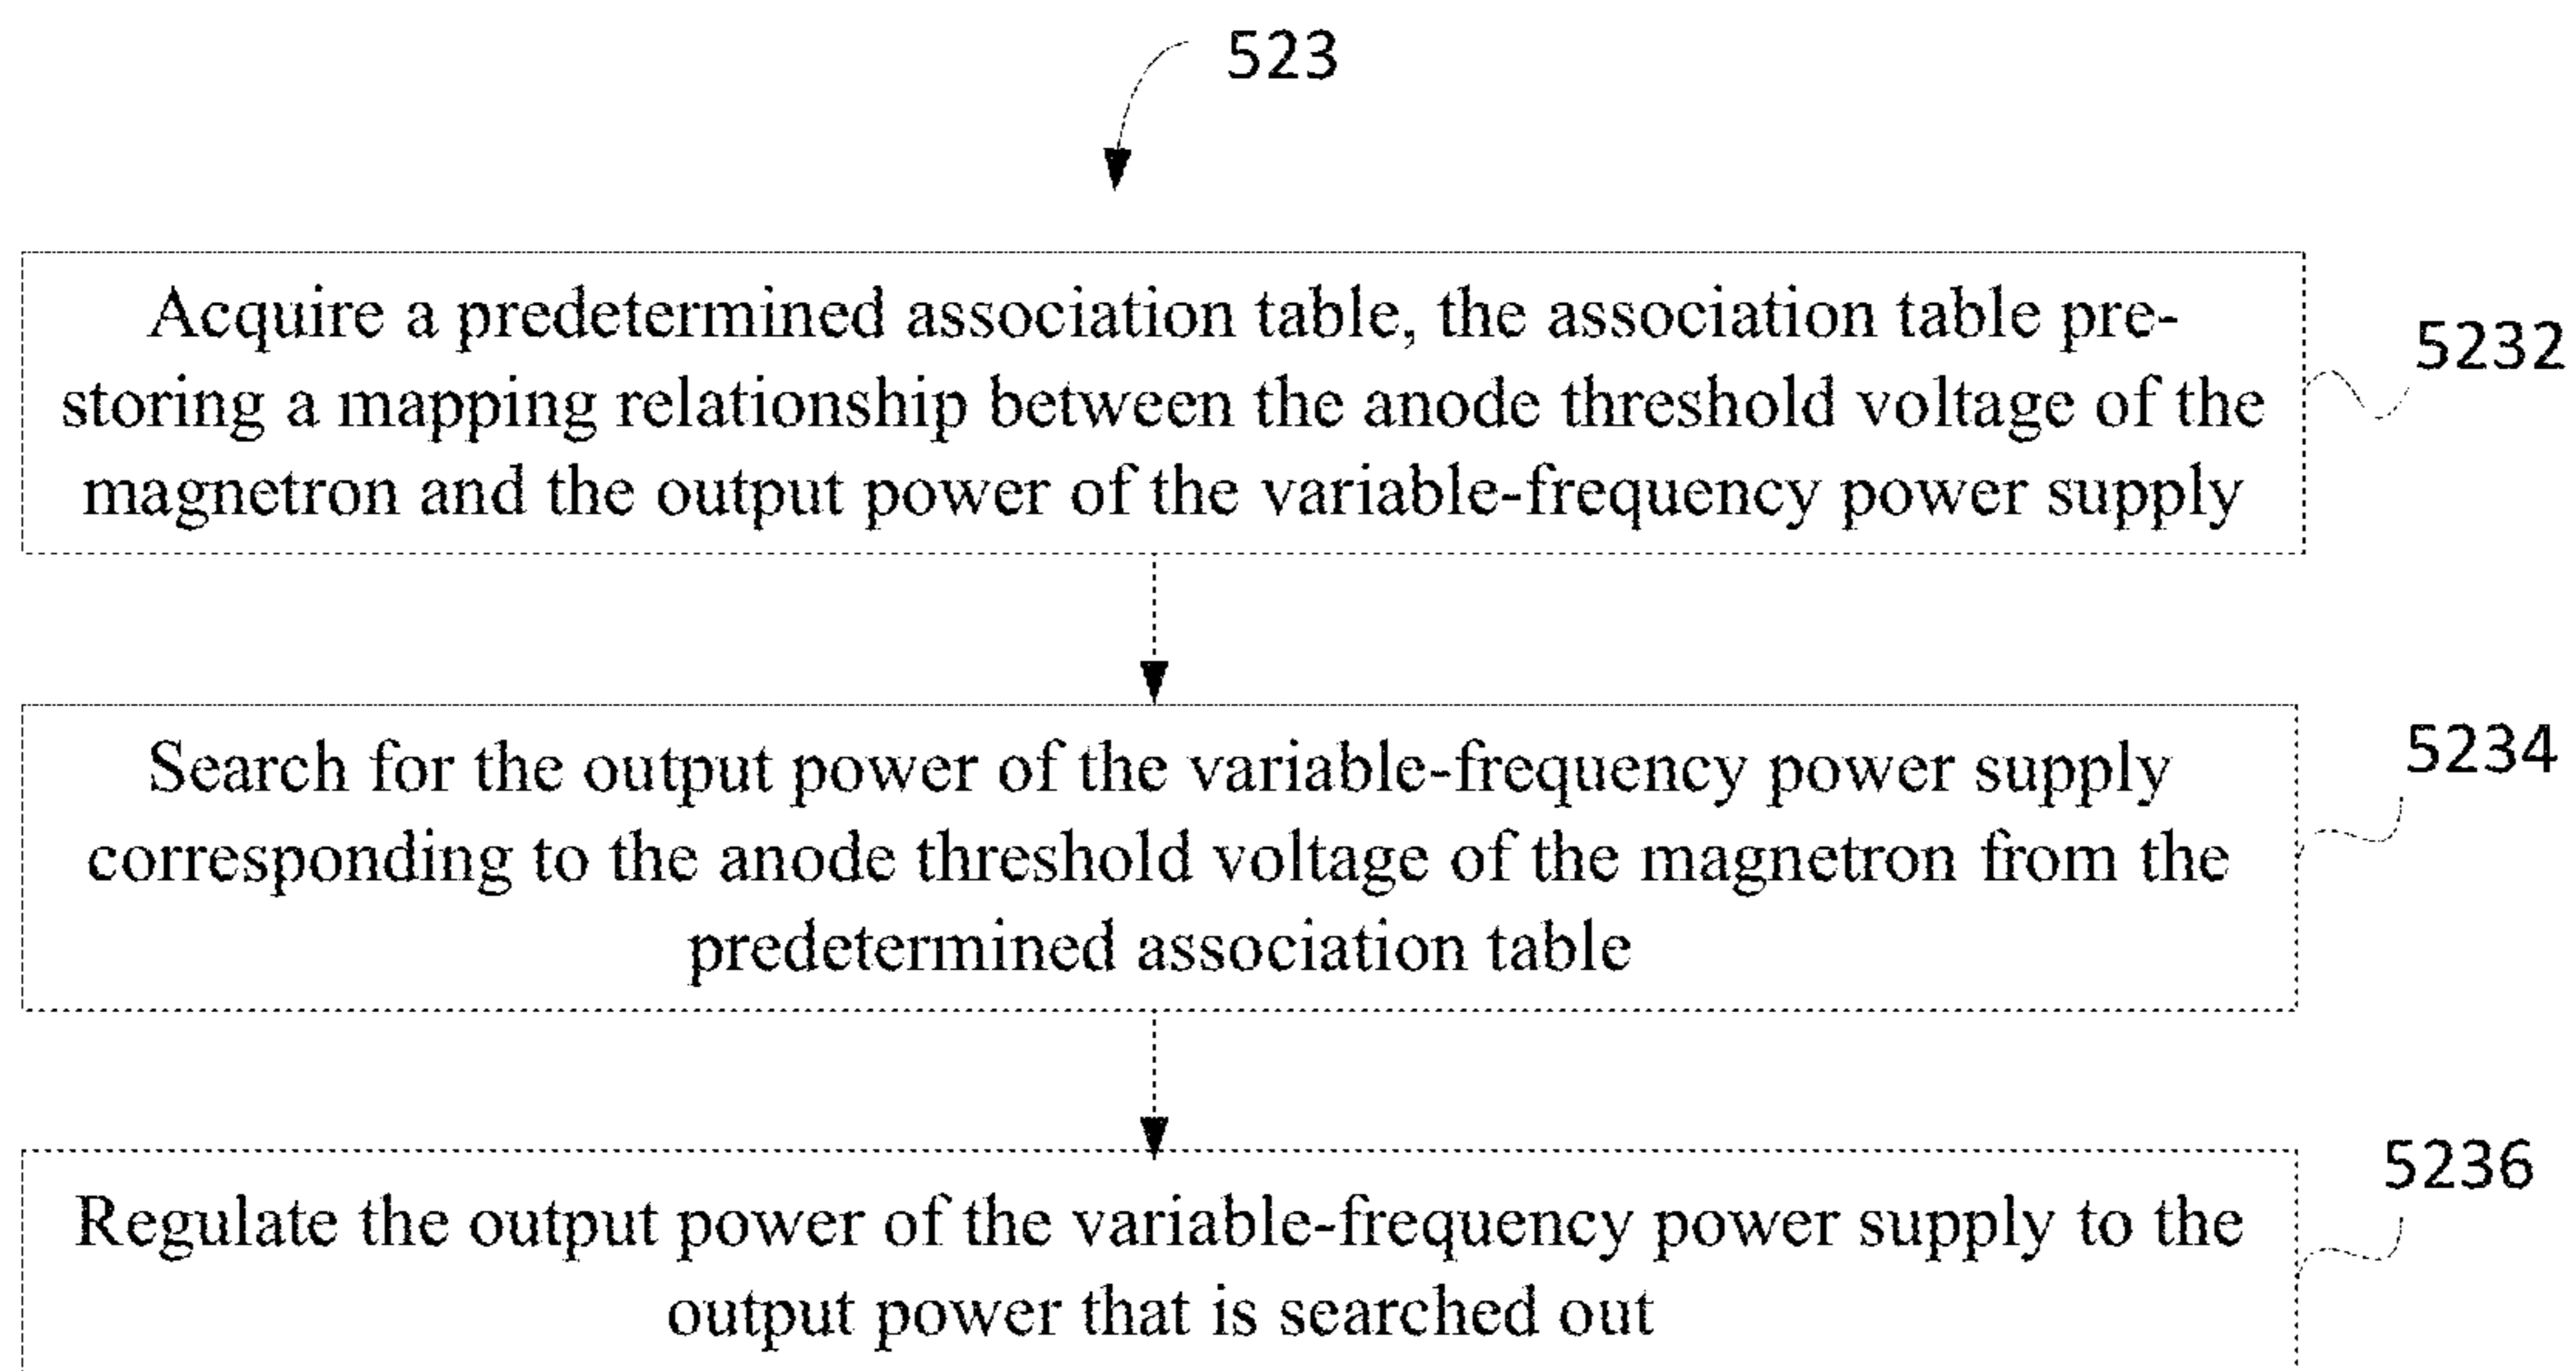 523
Acquire a predetermined association table, the association table pre-
storing a mapping relationship between the anode threshold voltage of the
magnetron and the output power of the variable-frequency power supply
5232
Search for the output power of the variable-frequency power supply
corresponding to the anode threshold voltage of the magnetron from the
predetermined association table
5234
Regulate the output power of the variable-frequency power supply to the
output power that is searched out
5236